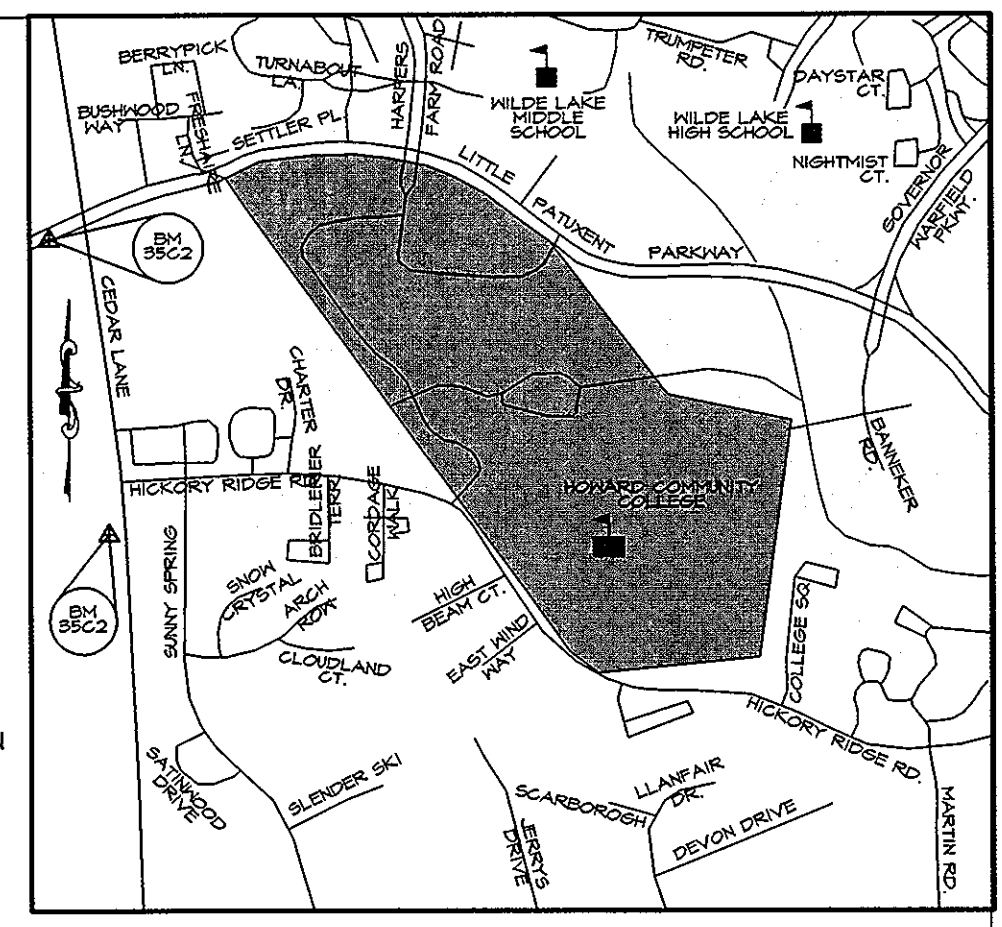 BERRYPICK
LN.
TURNABOUT
LA.
HARPERS
FARM ROAD
TRUMPETER
RD.
DAYSTAR
CT.
BUSHWOOD
WAY
FRESHAIRE
LN.
SETTLER PL.
WILDE LAKE
MIDDLE
SCHOOL
WILDE LAKE
HIGH SCHOOL
NIGHTMIST
CT.
GOVERNOR
WARFIELD
PKWY.
LITTLE
PATUXENT
PARKWAY
BM
35C2
CEDAR LANE
CHARTER
DR.
BANNEKER
RD.
HICKORY RIDGE RD.
BRIDLERIER
TERR
CORDAGE
WALK
HOWARD COMMUNITY
COLLEGE
SUNNY SPRING
SNOW
CRYSTAL
ARCH
ROW
CLOUDLAND
CT.
HIGH
BEAM CT.
EAST WIND
WAY
BM
35C2
COLLEGE SQ.
HICKORY RIDGE RD.
SATINWOOD
DRIVE
SLENDER SKI
JERRYS
DRIVE
SCARBOROGH
LLANFAIR
DR.
DEVON DRIVE
MARTIN RD.